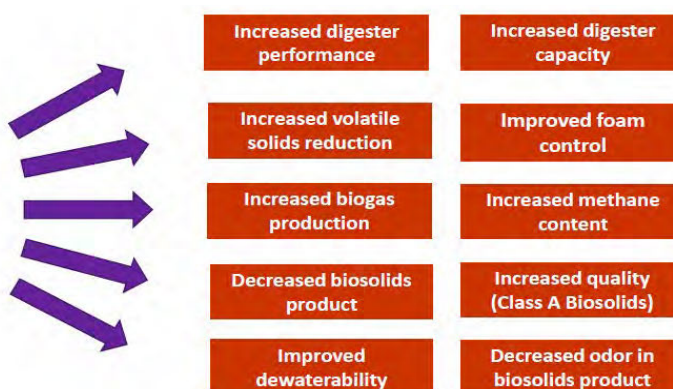 Increased digester
performance
Increased digester
capacity
Increased volatile
solids reduction
Improved foam
control
Increased biogas
production
Increased methane
content
Decreased biosolids
product
Increased quality
(Class A Biosolids)
Improved
dewaterability
Decreased odor in
biosolids product